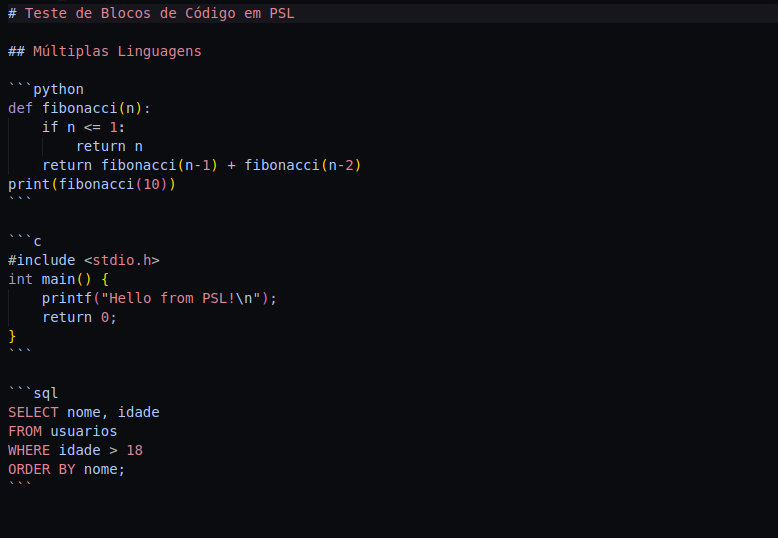 # Teste de Blocos de Código em PSL
## Múltiplas Linguagens
```python
def fibonacci(n):
    if n <= 1:
        return n
    return fibonacci(n-1) + fibonacci(n-2)
print(fibonacci(10))
```
```c
#include <stdio.h>
int main() {
    printf("Hello from PSL!\n");
    return 0;
}
```
```sql
SELECT nome, idade
FROM usuarios
WHERE idade > 18
ORDER BY nome;
```